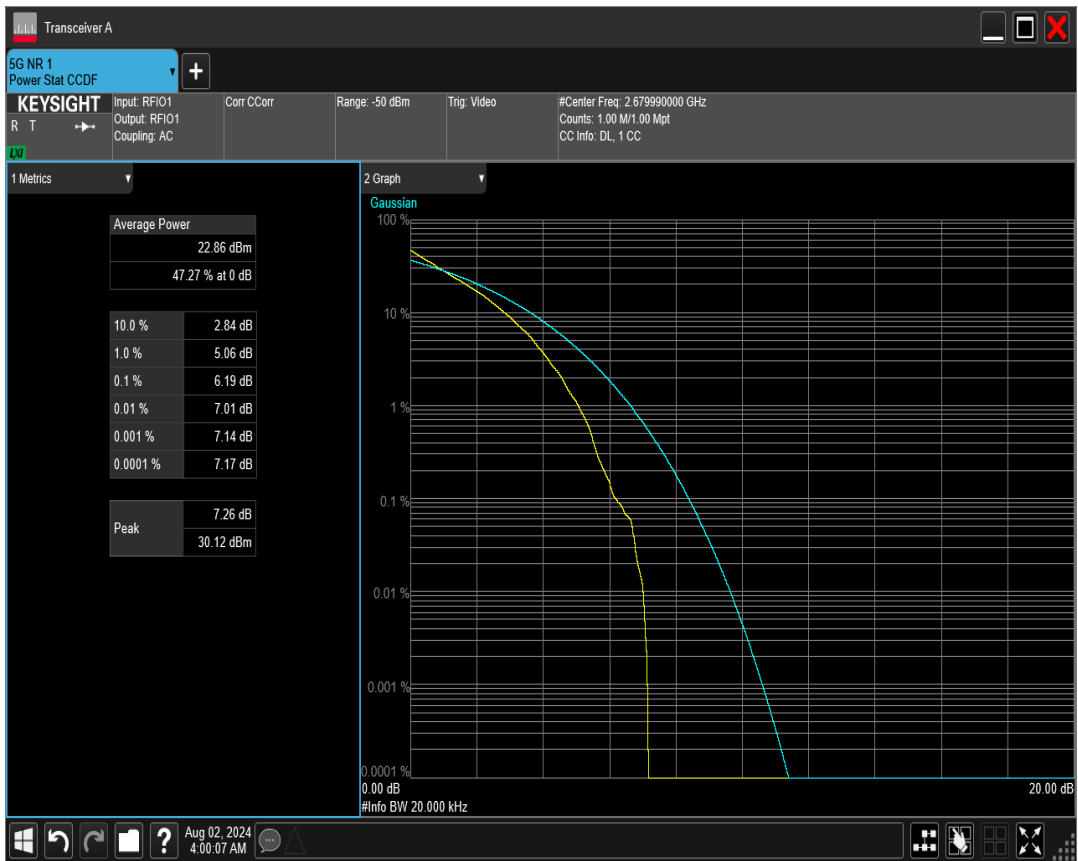 Transceiver A
5G NR 1
Power Stat CCDF
KEYSIGHT
R T
LXI
Input: RFIO1
Output: RFIO1
Coupling: AC
Corr CCorr
Range: -50 dBm
Trig: Video
#Center Freq: 2.679990000 GHz
Counts: 1.00 M/1.00 Mpt
CC Info: DL, 1 CC
1 Metrics
Average Power
22.86 dBm
47.27 % at 0 dB
10.0 % 2.84 dB
1.0 % 5.06 dB
0.1 % 6.19 dB
0.01 % 7.01 dB
0.001 % 7.14 dB
0.0001 % 7.17 dB
Peak
7.26 dB
30.12 dBm
2 Graph
Gaussian
100 %
10 %
1 %
0.1 %
0.01 %
0.001 %
0.0001 %
0.00 dB 20.00 dB
#Info BW 20.000 kHz
?
Aug 02, 2024
4:00:07 AM